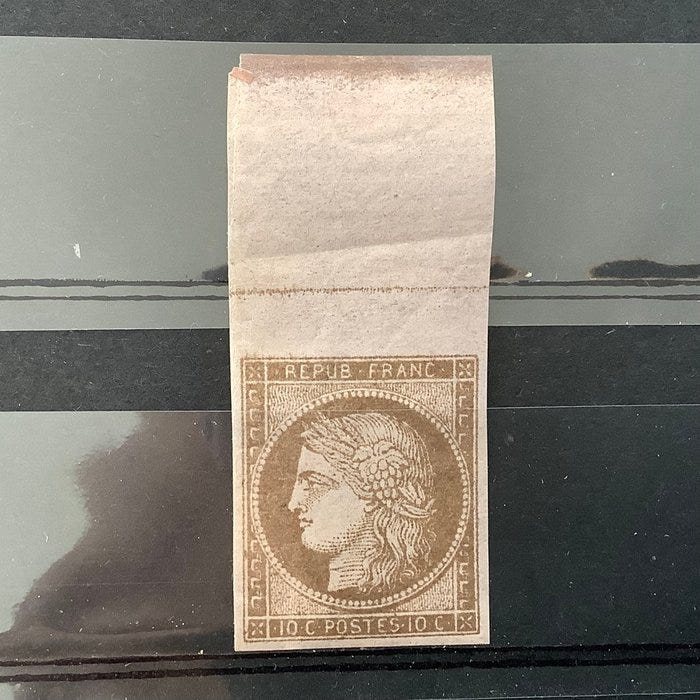 · REPUB · FRANC ·
· 10 C · POSTES · 10 C ·